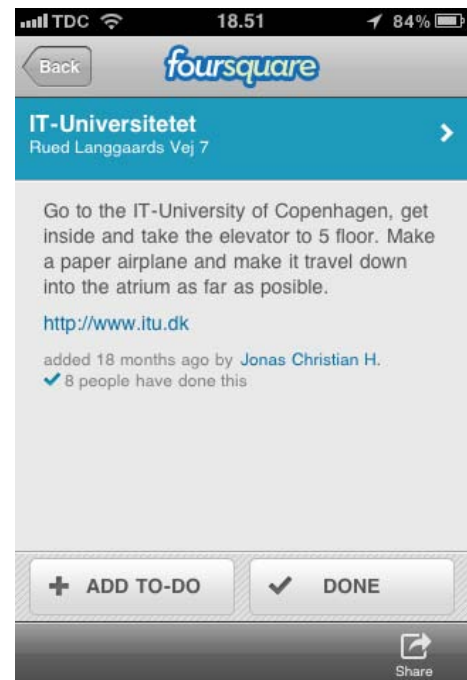 TDC 18.51 84%
Back foursquare
IT-Universitetet
Rued Langgaards Vej 7
Go to the IT-University of Copenhagen, get
inside and take the elevator to 5 floor. Make
a paper airplane and make it travel down
into the atrium as far as posible.
http://www.itu.dk
added 18 months ago by Jonas Christian H.
8 people have done this
ADD TO-DO DONE
Share